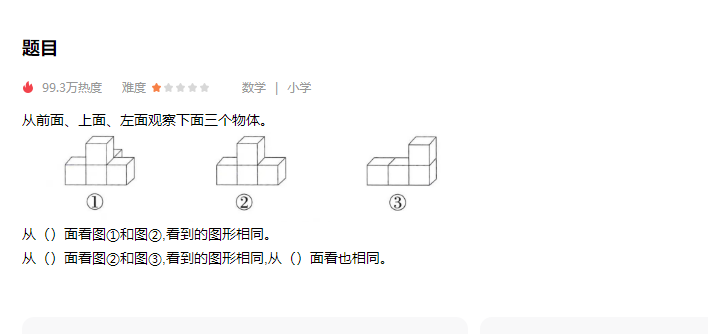 题目
99.3万热度 难度 数学 | 小学
从前面、上面、左面观察下面三个物体。
① ② ③
从（）面看图①和图②,看到的图形相同。
从（）面看图②和图③,看到的图形相同,从（）面看也相同。